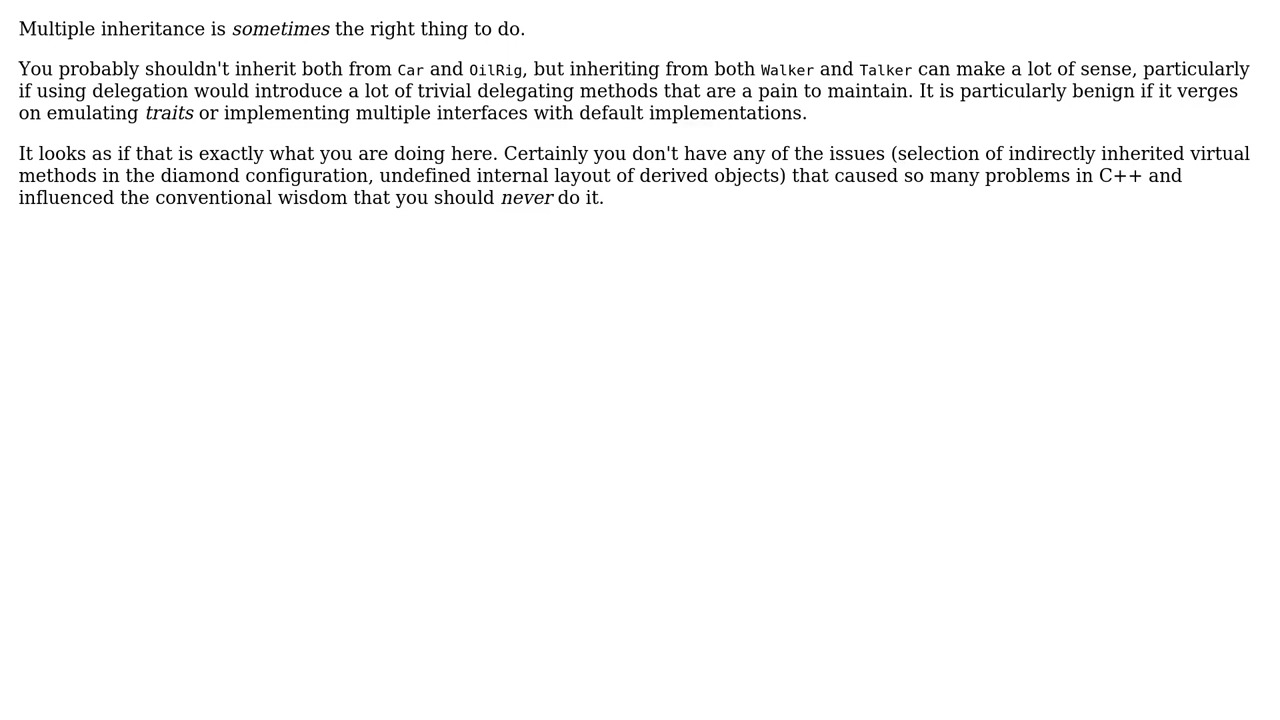 Multiple inheritance is sometimes the right thing to do.
You probably shouldn't inherit both from Car and OilRig, but inheriting from both Walker and Talker can make a lot of sense, particularly
if using delegation would introduce a lot of trivial delegating methods that are a pain to maintain. It is particularly benign if it verges
on emulating traits or implementing multiple interfaces with default implementations.
It looks as if that is exactly what you are doing here. Certainly you don't have any of the issues (selection of indirectly inherited virtual
methods in the diamond configuration, undefined internal layout of derived objects) that caused so many problems in C++ and
influenced the conventional wisdom that you should never do it.